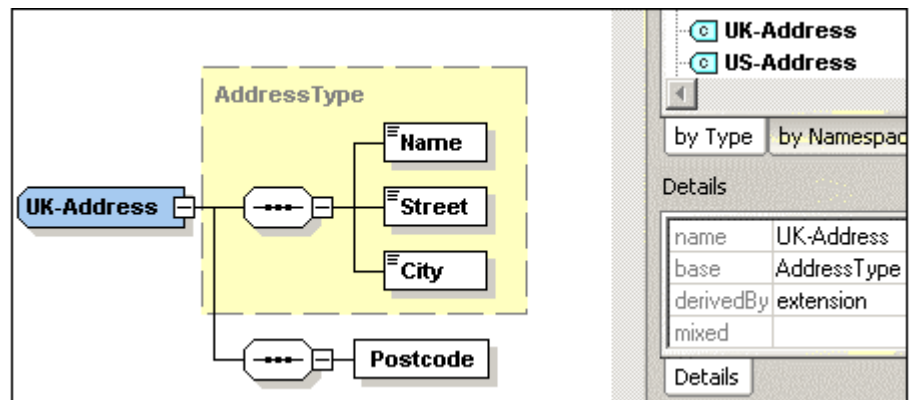 UK-Address
AddressType
Name
Street
City
Postcode
c UK-Address
c US-Address
by Type by Namespac
Details
name UK-Address
base AddressType
derivedBy extension
mixed
Details